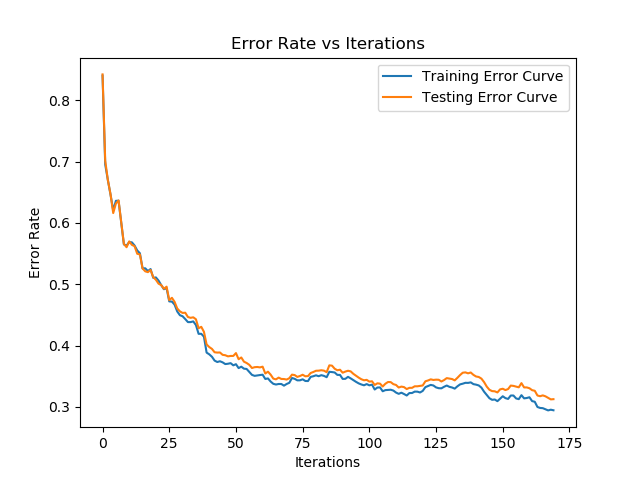 Error Rate vs Iterations
Training Error Curve
Testing Error Curve
0.8
0.7
0.6
0.5
0.4
0.3
Error Rate
0 25 50 75 100 125 150 175
Iterations